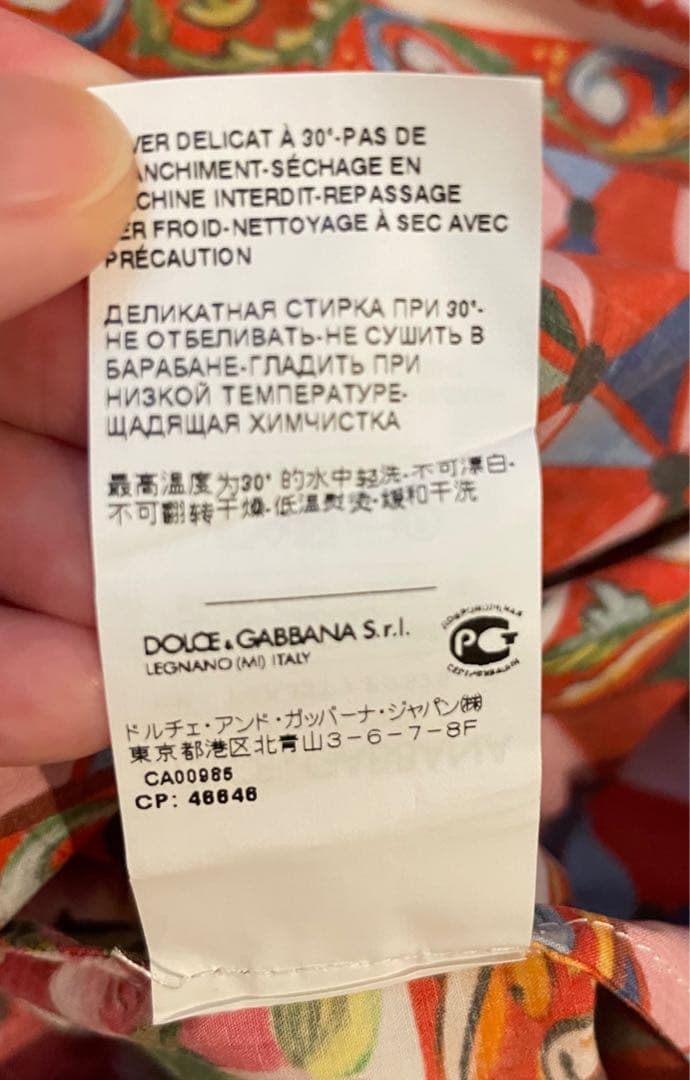 VER DELICAT À 30°-PAS DE
ANCHIMENT-SÉCHAGE EN
CHINE INTERDIT-REPASSAGE
ER FROID-NETTOYAGE À SEC AVEC
PRÉCAUTION
ДЕЛИКАТНАЯ СТИРКА ПРИ 30°-
НЕ ОТБЕЛИВАТЬ-НЕ СУШИТЬ В
БАРАБАНЕ-ГЛАДИТЬ ПРИ
НИЗКОЙ ТЕМПЕРАТУРЕ-
ЩАДЯЩАЯ ХИМЧИСТКА
最高温度为30° 的水中轻洗-不可漂白-
不可翻转干燥-低温熨烫-缓和干洗
DOLCE & GABBANA S.r.l.
LEGNANO (MI) ITALY
РСТ
ドルチェ・アンド・ガッバーナ・ジャパン㈱
東京都港区北青山3-6-7-8F
CA00985
CP: 46646